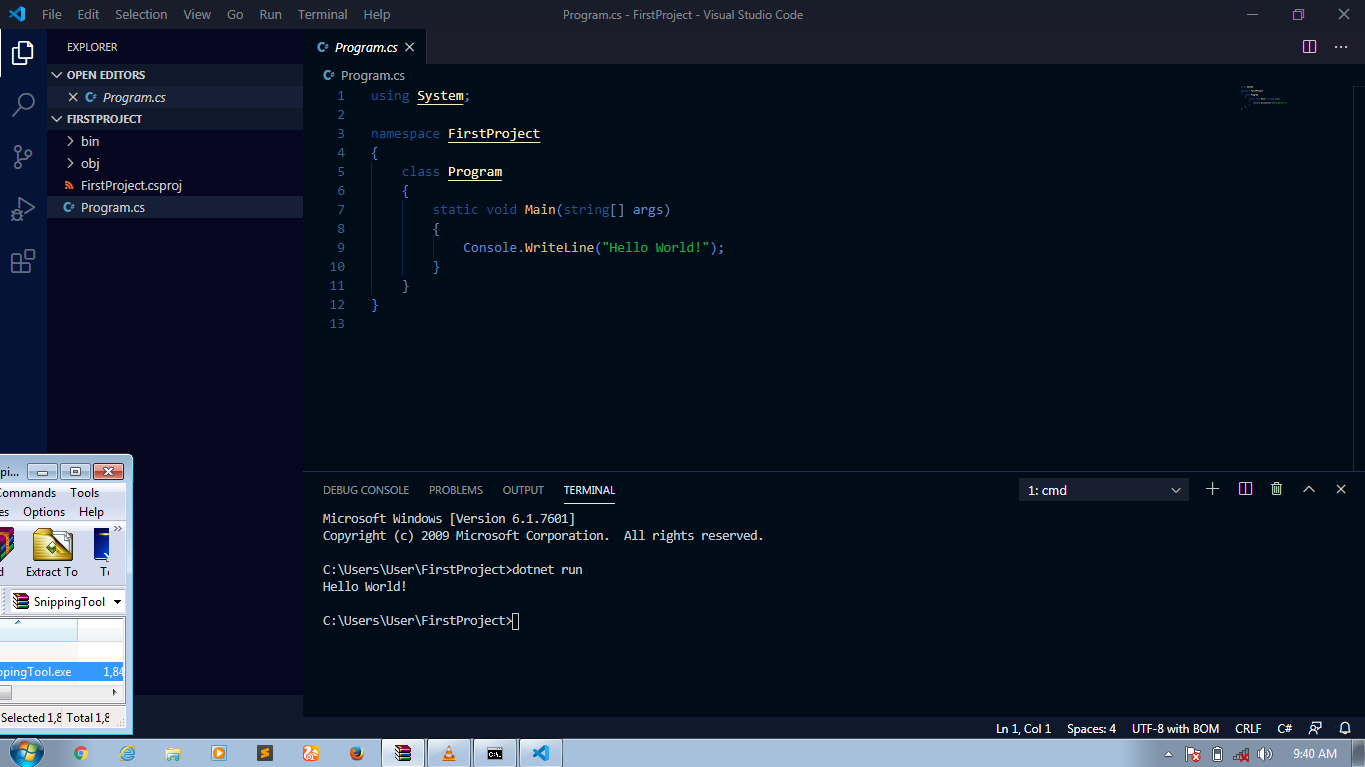 File Edit Selection View Go Run Terminal Help
Program.cs - FirstProject - Visual Studio Code
EXPLORER
OPEN EDITORS
Program.cs
FIRSTPROJECT
bin
obj
FirstProject.csproj
Program.cs
Program.cs
Program.cs
1 using System;
2
3 namespace FirstProject
4 {
5 class Program
6 {
7 static void Main(string[] args)
8 {
9 Console.WriteLine("Hello World!");
10 }
11 }
12 }
13
DEBUG CONSOLE PROBLEMS OUTPUT TERMINAL
1: cmd
Microsoft Windows [Version 6.1.7601]
Copyright (c) 2009 Microsoft Corporation. All rights reserved.
C:\Users\User\FirstProject>dotnet run
Hello World!
C:\Users\User\FirstProject>
pi...
ommands Tools
es Options Help
d Extract To T
SnippingTool
ppingTool.exe 1,84
Selected 1,8 Total 1,8
Ln 1, Col 1 Spaces: 4 UTF-8 with BOM CRLF C#
C:\.
9:40 AM